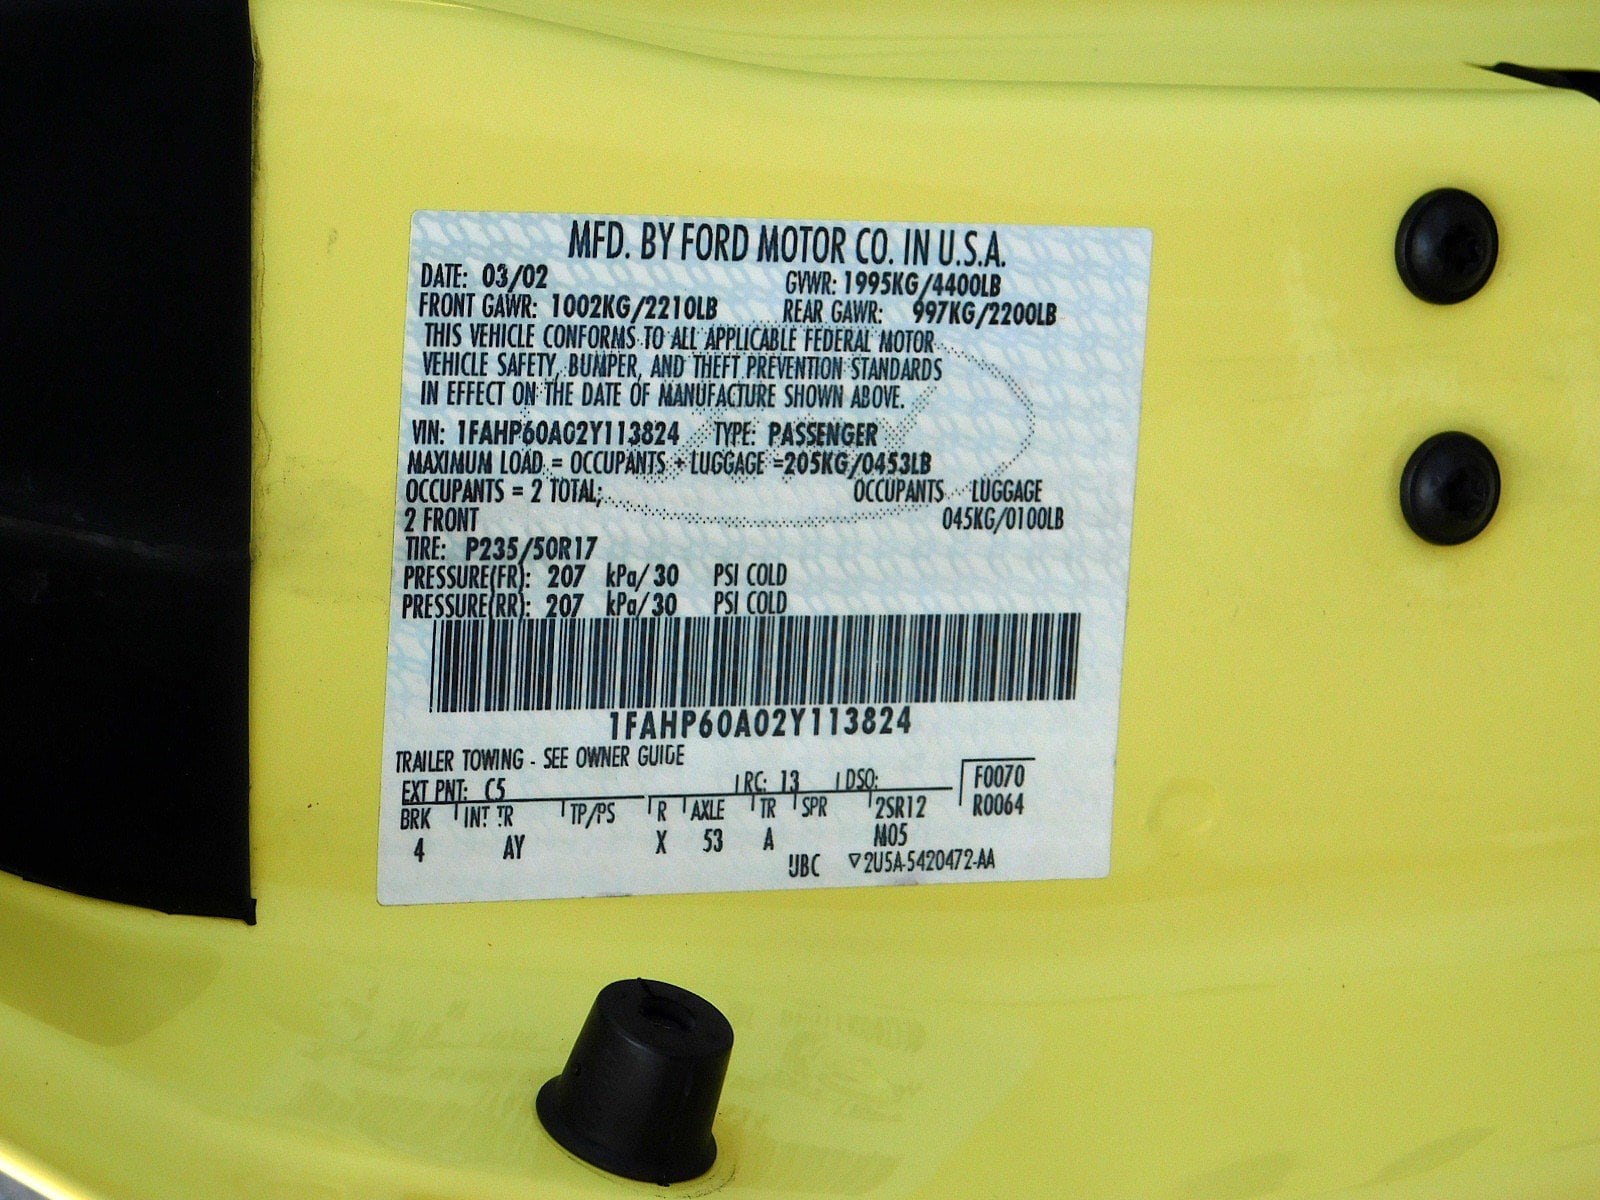 MFD. BY FORD MOTOR CO. IN U.S.A.
DATE: 03/02 GVWR: 1995KG/4400LB
FRONT GAWR: 1002KG/2210LB REAR GAWR: 997KG/2200LB
THIS VEHICLE CONFORMS TO ALL APPLICABLE FEDERAL MOTOR
VEHICLE SAFETY, BUMPER, AND THEFT PREVENTION STANDARDS
IN EFFECT ON THE DATE OF MANUFACTURE SHOWN ABOVE.
VIN: 1FAHP60A02Y113824 TYPE: PASSENGER
MAXIMUM LOAD = OCCUPANTS + LUGGAGE =205KG/0453LB
OCCUPANTS = 2 TOTAL; OCCUPANTS LUGGAGE
2 FRONT 045KG/0100LB
TIRE: P235/50R17
PRESSURE(FR): 207 kPa/30 PSI COLD
PRESSURE(RR): 207 kPa/30 PSI COLD
1FAHP60A02Y113824
TRAILER TOWING - SEE OWNER GUIDE
EXT PNT: C5 RC: 13 DSO: F0070
BRK INT TR TP/PS R AXLE TR SPR 2SR12 R0064
4 AY X 53 A M05
UBC ▽2U5A-5420472-AA